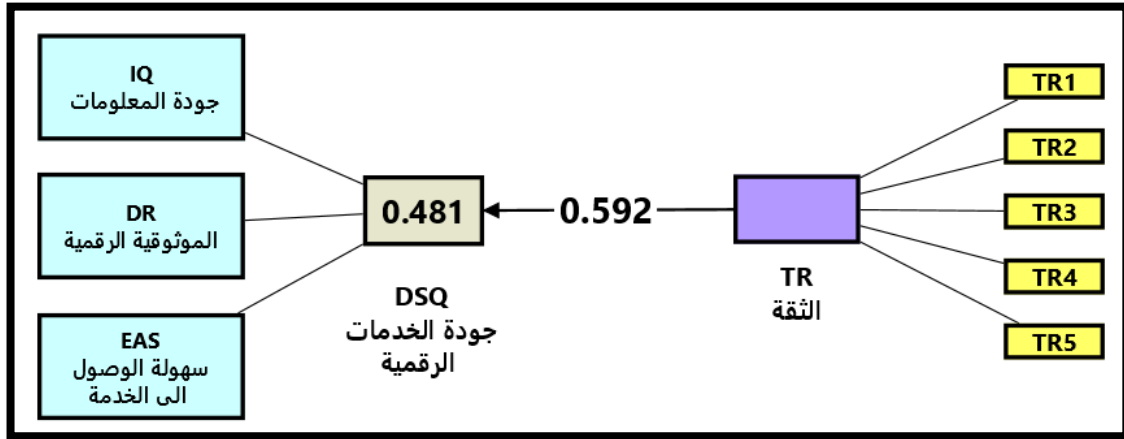 IQ
جودة المعلومات
DR
الموثوقية الرقمية
EAS
سهولة الوصول
الى الخدمة
0.481
DSQ
جودة الخدمات
الرقمية
0.592
TR
الثقة
TR1
TR2
TR3
TR4
TR5